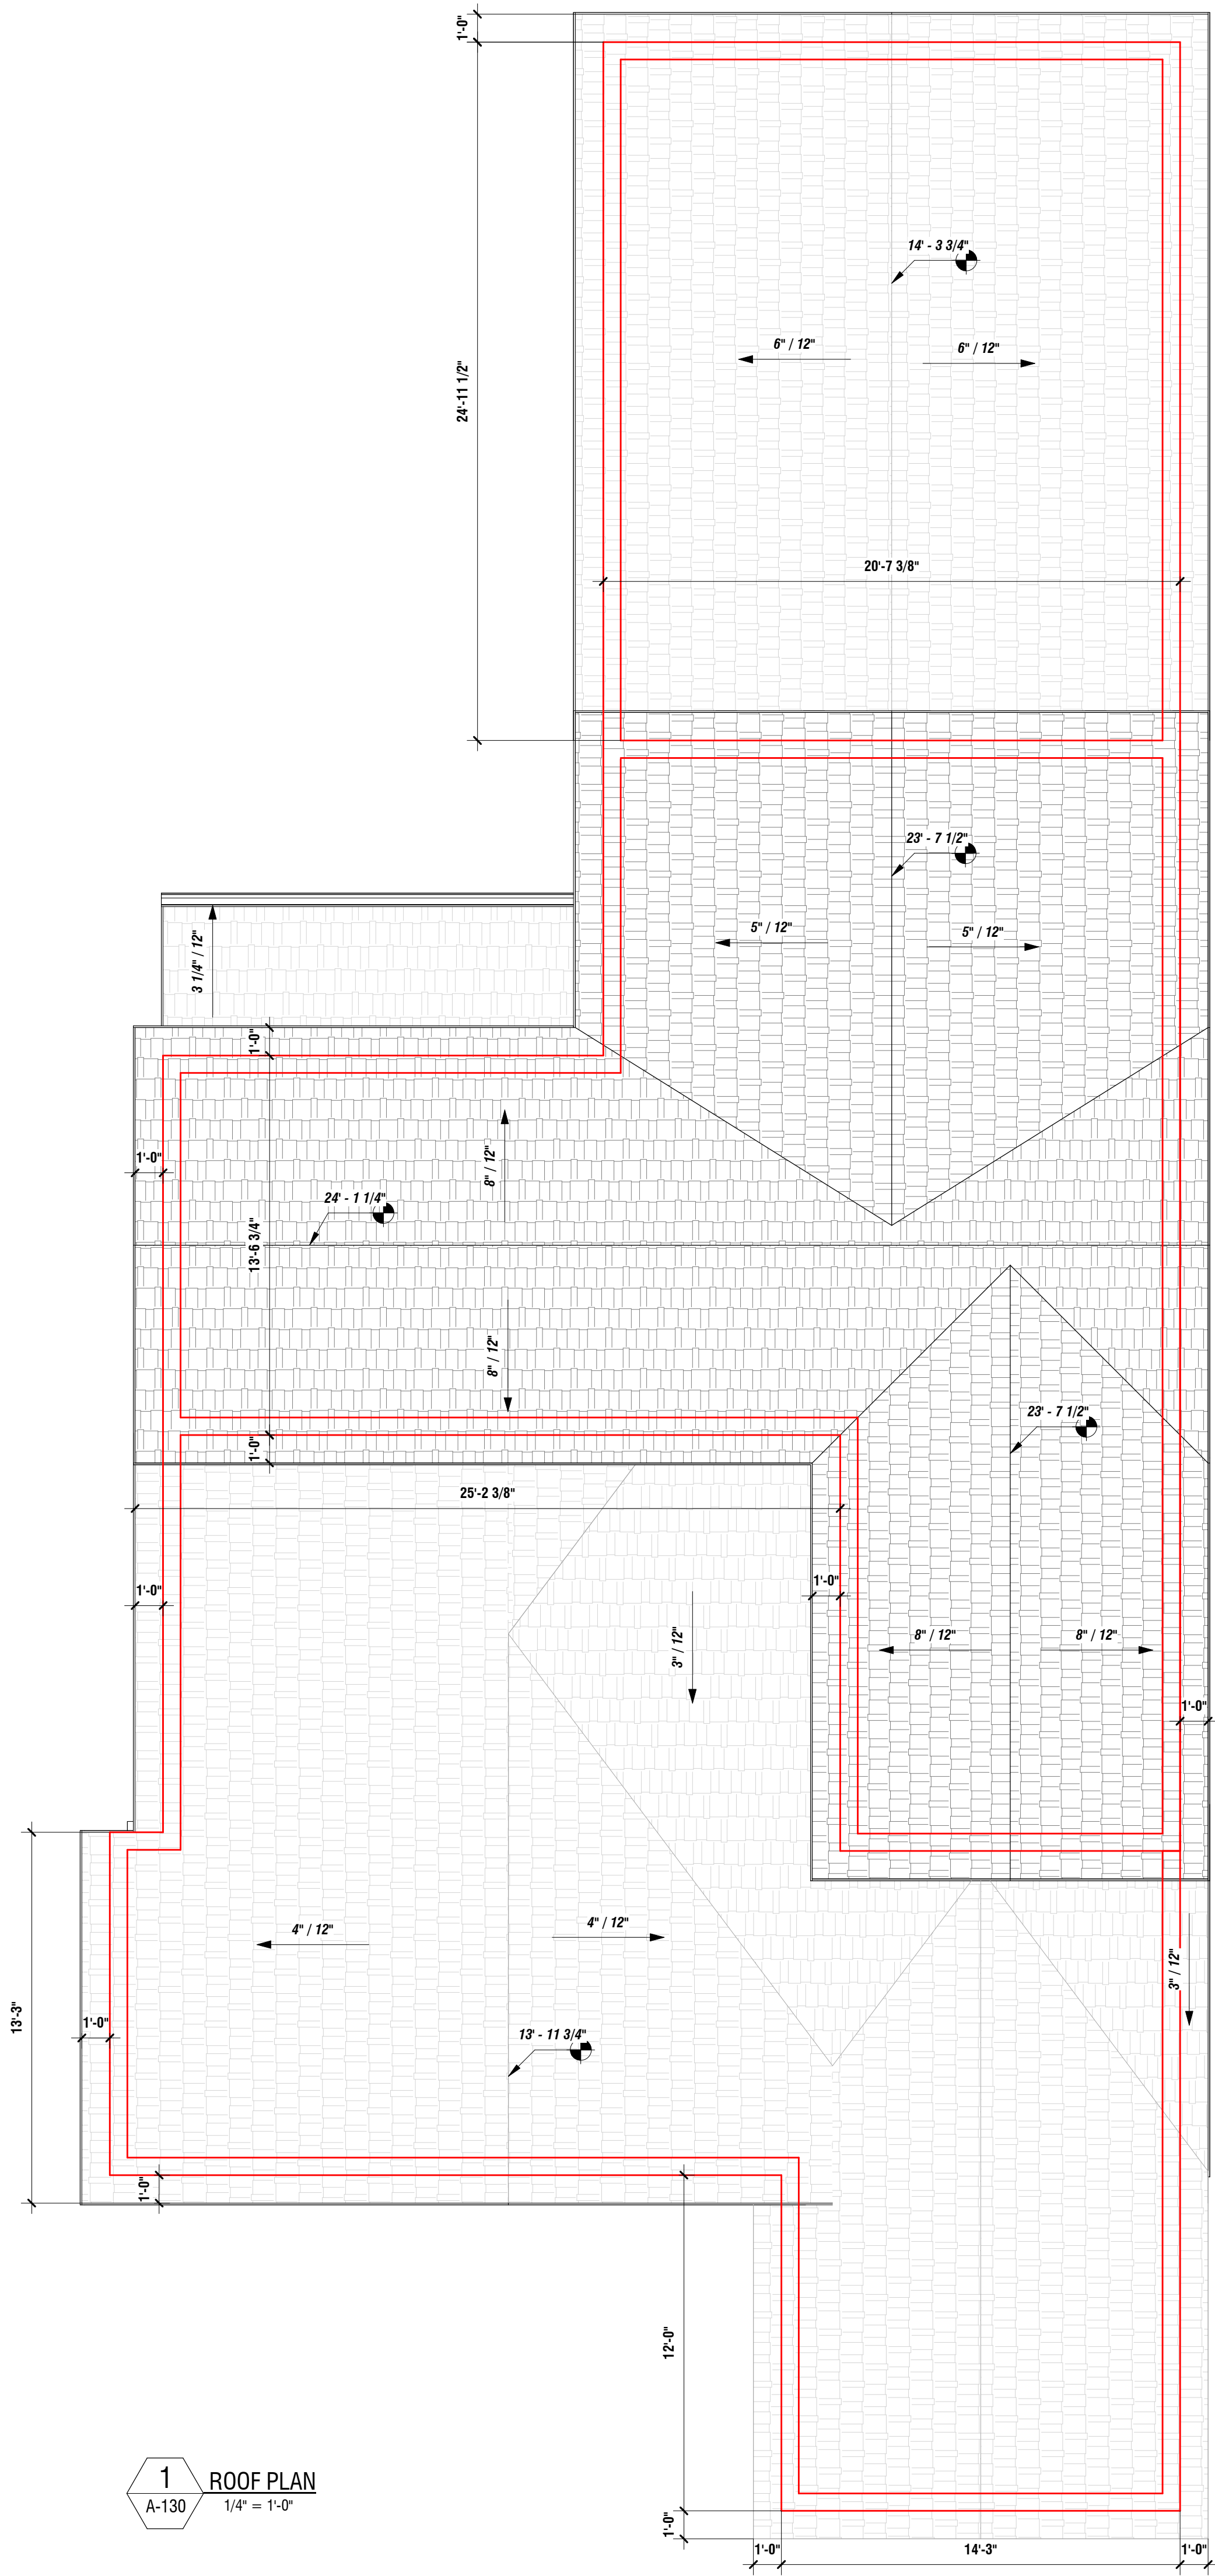 1'-0"
14' - 3 3/4"
6" / 12"
6" / 12"
24'-11 1/2"
20'-7 3/8"
23' - 7 1/2"
5" / 12"
5" / 12"
3 1/4" / 12"
1'-0"
1'-0"
8" / 12"
24' - 1 1/4"
13'-6 3/4"
8" / 12"
23' - 7 1/2"
1'-0"
25'-2 3/8"
1'-0"
1'-0"
3" / 12"
8" / 12"
8" / 12"
1'-0"
4" / 12"
4" / 12"
3" / 12"
13'-3"
1'-0"
13' - 11 3/4"
1'-0"
12'-0"
1
ROOF PLAN
A-130
1/4" = 1'-0"
1'-0"
1'-0"
14'-3"
1'-0"